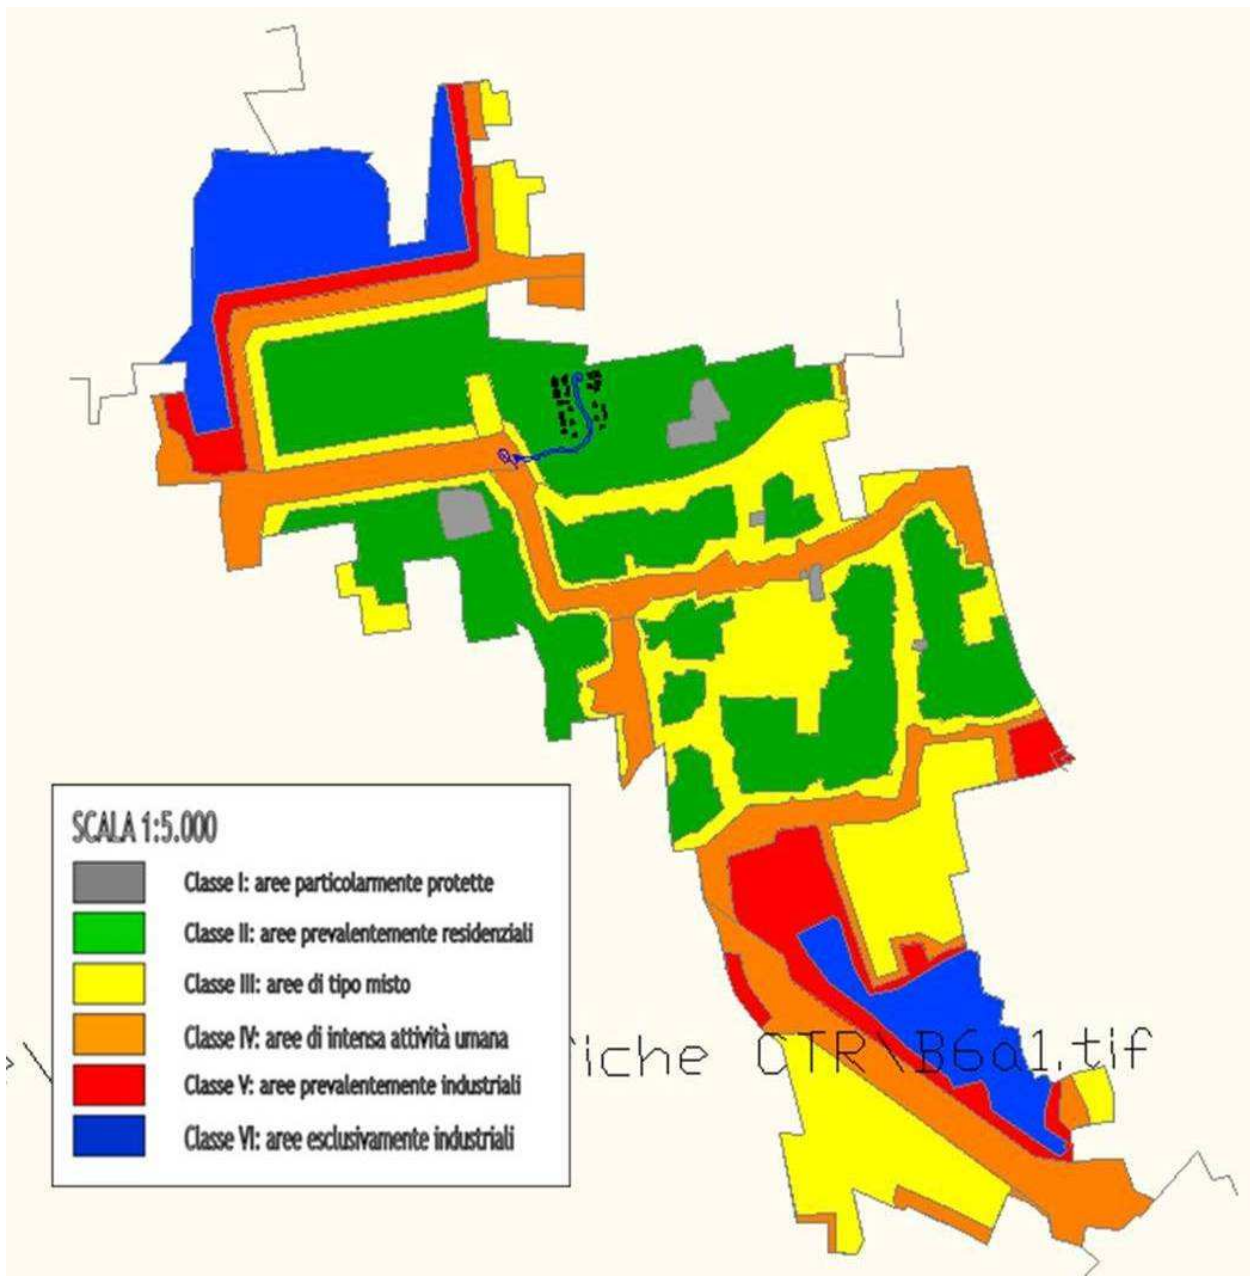 SCALA 1:5.000
Classe I: aree particolarmente protette
Classe II: aree prevalentemente residenziali
Classe III: aree di tipo misto
Classe IV: aree di intensa attività umana
Classe V: aree prevalentemente industriali
Classe VI: aree esclusivamente industriali
iche CTR\B6a1.tif